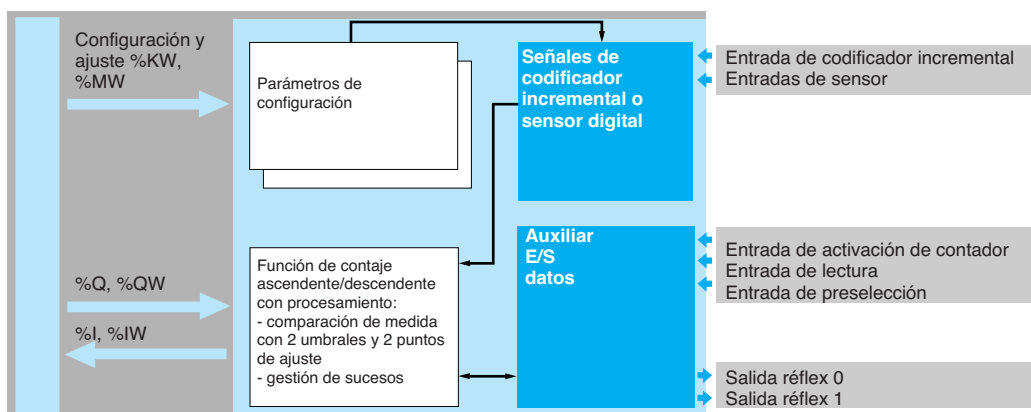 Configuración y
ajuste %KW,
%MW
Parámetros de
configuración
Señales de
codificador
incremental o
sensor digital
Entrada de codificador incremental
Entradas de sensor
%Q, %QW
%I, %IW
Función de contaje
ascendente/descendente
con procesamiento:
- comparación de medida
con 2 umbrales y 2 puntos
de ajuste
- gestión de sucesos
Auxiliar
E/S
datos
Entrada de activación de contador
Entrada de lectura
Entrada de preselección
Salida réflex 0
Salida réflex 1